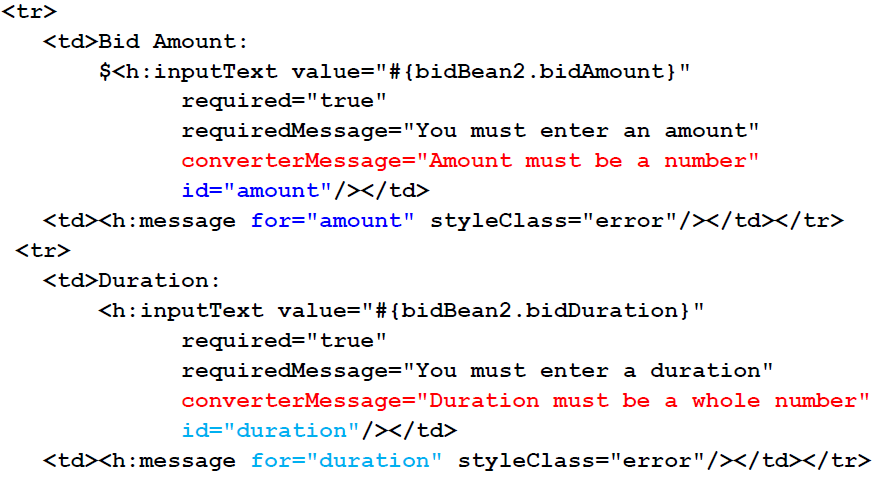 <tr>
<td>Bid Amount:
$<h:inputText value="#{bidBean2.bidAmount}"
required="true"
requiredMessage="You must enter an amount"
converterMessage="Amount must be a number"
id="amount"/></td>
<td><h:message for="amount" styleClass="error"/></td></tr>
<tr>
<td>Duration:
<h:inputText value="#{bidBean2.bidDuration}"
required="true"
requiredMessage="You must enter a duration"
converterMessage="Duration must be a whole number"
id="duration"/></td>
<td><h:message for="duration" styleClass="error"/></td></tr>